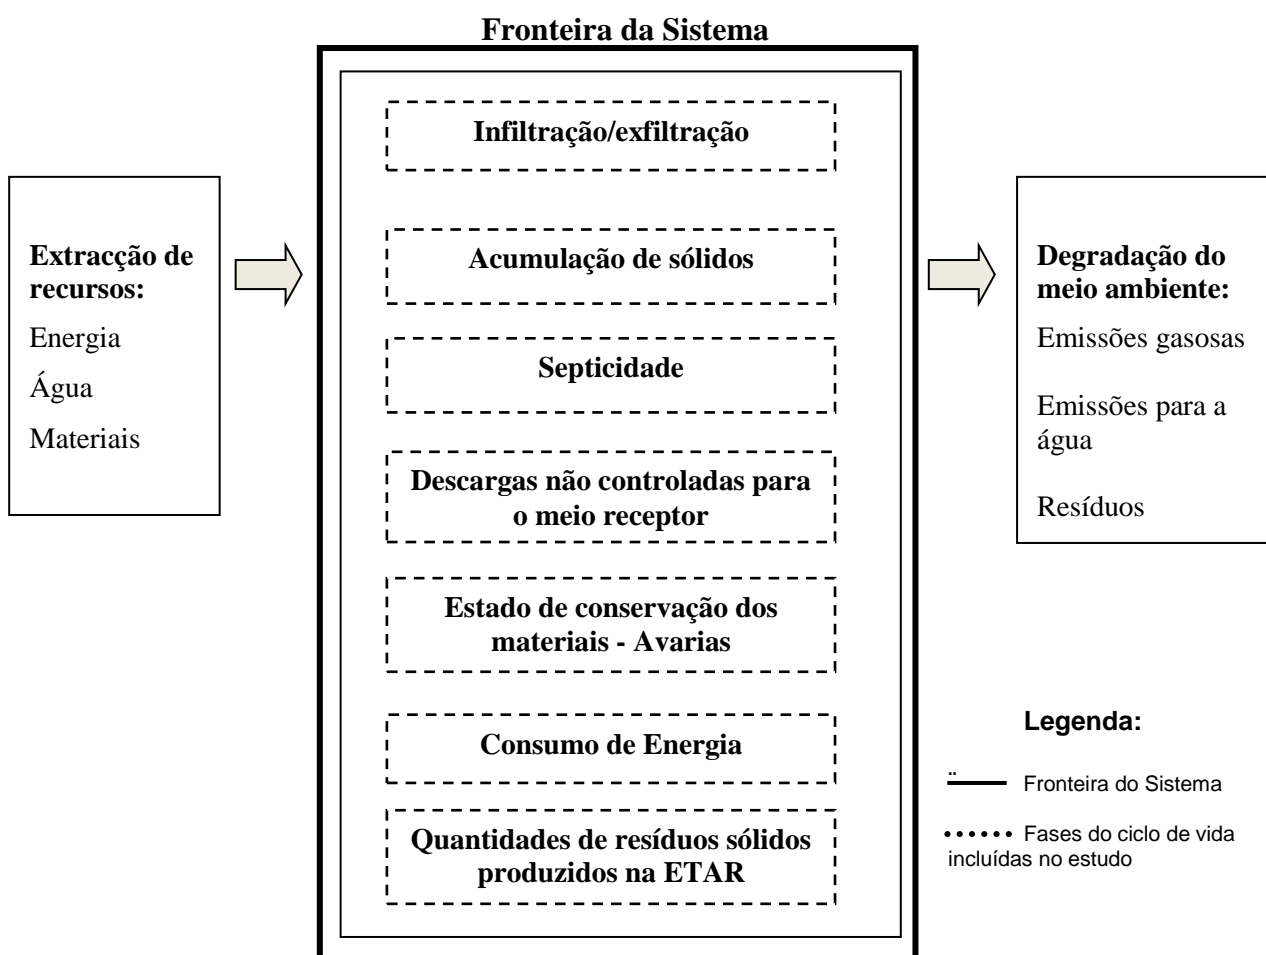 Fronteira da Sistema
Infiltração/exfiltração
Acumulação de sólidos
Septicidade
Descargas não controladas para
o meio receptor
Estado de conservação dos
materiais - Avarias
Consumo de Energia
Quantidades de resíduos sólidos
produzidos na ETAR
Extracção de
recursos:
Energia
Água
Materiais
Degradação do
meio ambiente:
Emissões gasosas
Emissões para a
água
Resíduos
Legenda:
Fronteira do Sistema
Fases do ciclo de vida
incluídas no estudo